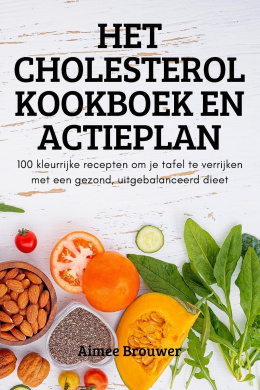 HET
CHOLESTEROL
KOOKBOEK EN
ACTIEPLAN
100 kleurrijke recepten om je tafel te verrijken
met een gezond, uitgebalanceerd dieet
Aimee Brouwer